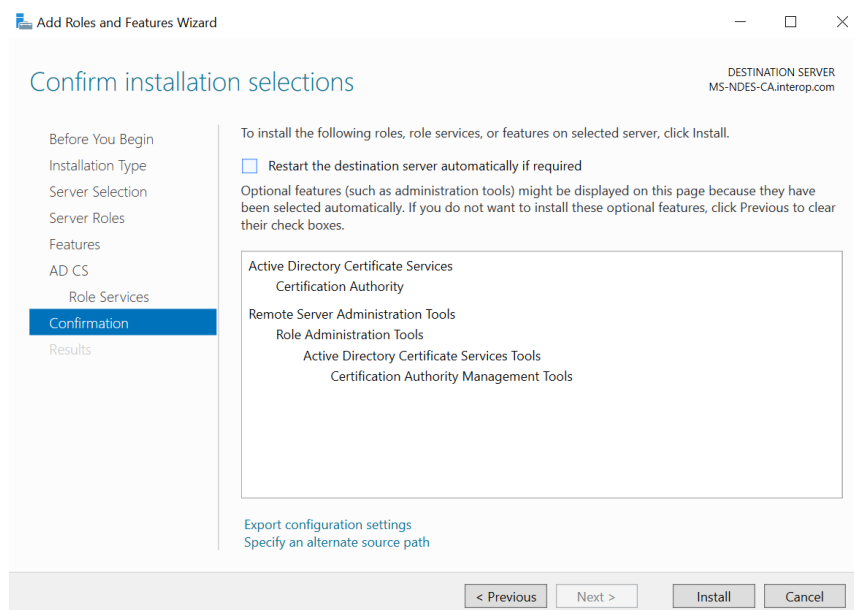 Add Roles and Features Wizard
Confirm installation selections
DESTINATION SERVER
MS-NDES-CA.interop.com
Before You Begin
Installation Type
Server Selection
Server Roles
Features
AD CS
Role Services
Confirmation
Results
To install the following roles, role services, or features on selected server, click Install.
Restart the destination server automatically if required
Optional features (such as administration tools) might be displayed on this page because they have
been selected automatically. If you do not want to install these optional features, click Previous to clear
their check boxes.
Active Directory Certificate Services
Certification Authority
Remote Server Administration Tools
Role Administration Tools
Active Directory Certificate Services Tools
Certification Authority Management Tools
Export configuration settings
Specify an alternate source path
< Previous
Next >
Install
Cancel